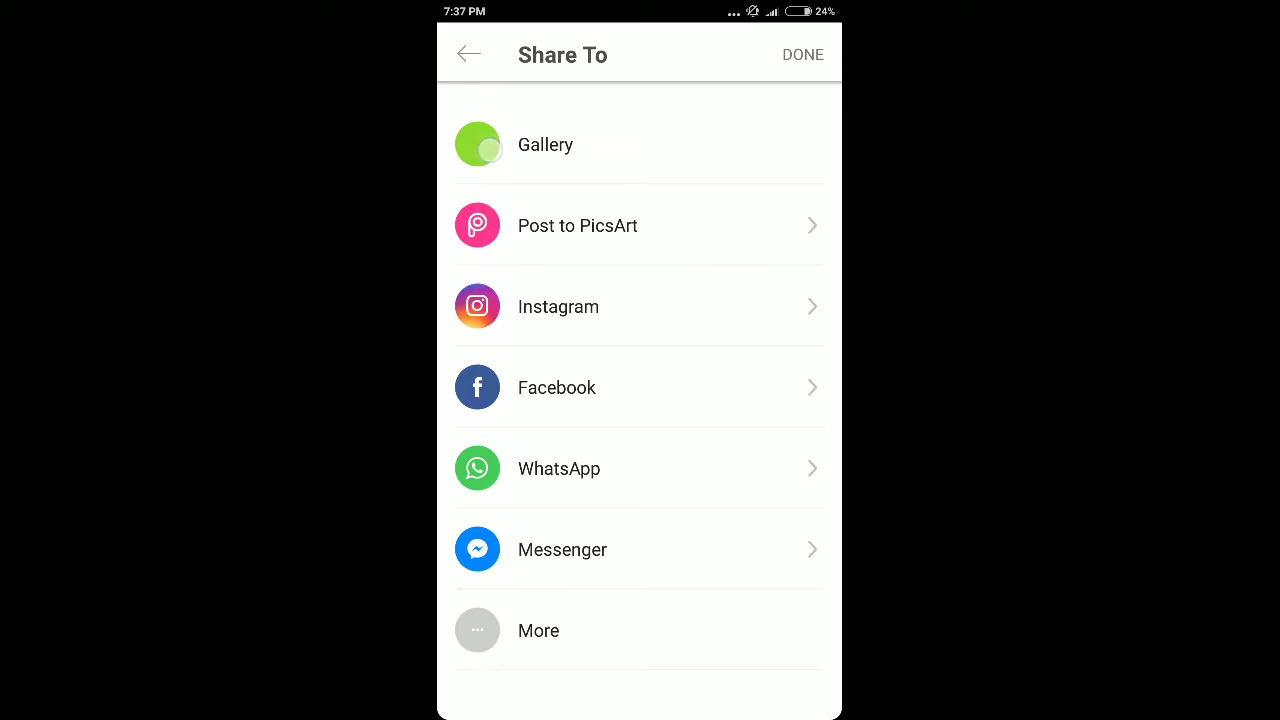 7:37 PM
24%
Share To
DONE
Gallery
Post to PicsArt
Instagram
Facebook
WhatsApp
Messenger
More